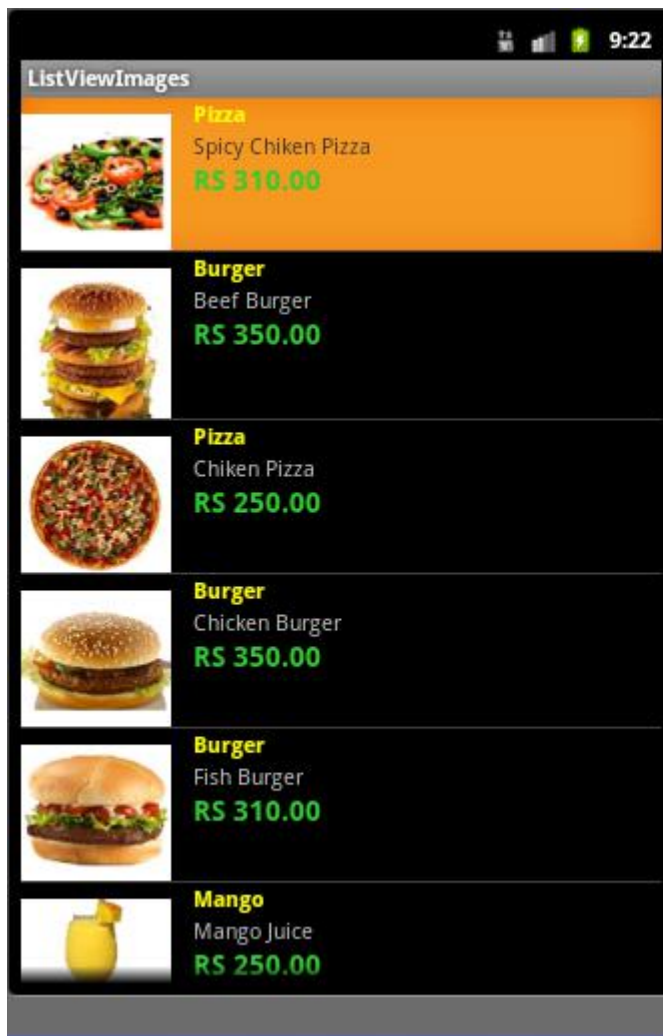 9:22
ListViewImages
Pizza
Spicy Chiken Pizza
RS 310.00
Burger
Beef Burger
RS 350.00
Pizza
Chiken Pizza
RS 250.00
Burger
Chicken Burger
RS 350.00
Burger
Fish Burger
RS 310.00
Mango
Mango Juice
RS 250.00